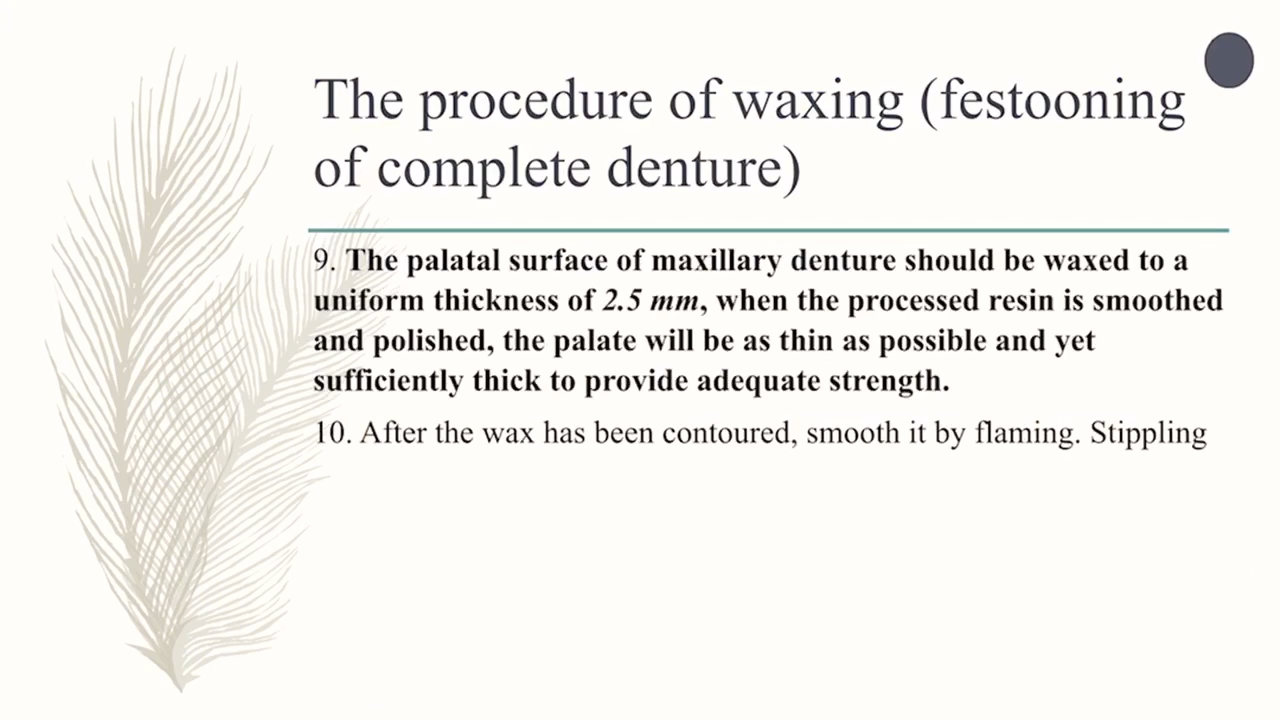 The procedure of waxing (festooning
of complete denture)
9. The palatal surface of maxillary denture should be waxed to a
uniform thickness of 2.5 mm, when the processed resin is smoothed
and polished, the palate will be as thin as possible and yet
sufficiently thick to provide adequate strength.
10. After the wax has been contoured, smooth it by flaming. Stippling